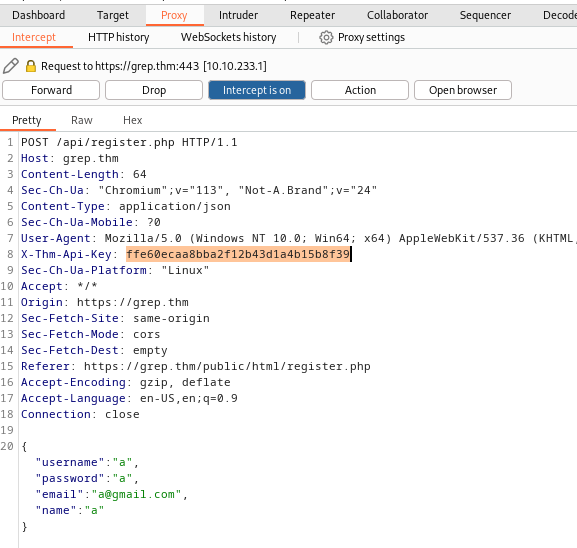 Dashboard Target Proxy Intruder Repeater Collaborator Sequencer Decode
Intercept HTTP history WebSockets history Proxy settings
Request to https://grep.thm:443 [10.10.233.1]
Forward Drop Intercept is on Action Open browser
Pretty Raw Hex
1 POST /api/register.php HTTP/1.1
2 Host: grep.thm
3 Content-Length: 64
4 Sec-Ch-Ua: "Chromium";v="113", "Not-A.Brand";v="24"
5 Content-Type: application/json
6 Sec-Ch-Ua-Mobile: ?0
7 User-Agent: Mozilla/5.0 (Windows NT 10.0; Win64; x64) AppleWebKit/537.36 (KHTML,
8 X-Thm-Api-Key: ffe60ecaa8bba2f12b43d1a4b15b8f39
9 Sec-Ch-Ua-Platform: "Linux"
10 Accept: */*
11 Origin: https://grep.thm
12 Sec-Fetch-Site: same-origin
13 Sec-Fetch-Mode: cors
14 Sec-Fetch-Dest: empty
15 Referer: https://grep.thm/public/html/register.php
16 Accept-Encoding: gzip, deflate
17 Accept-Language: en-US,en;q=0.9
18 Connection: close
19
20 {
"username":"a",
"password":"a",
"email":"a@gmail.com",
"name":"a"
}